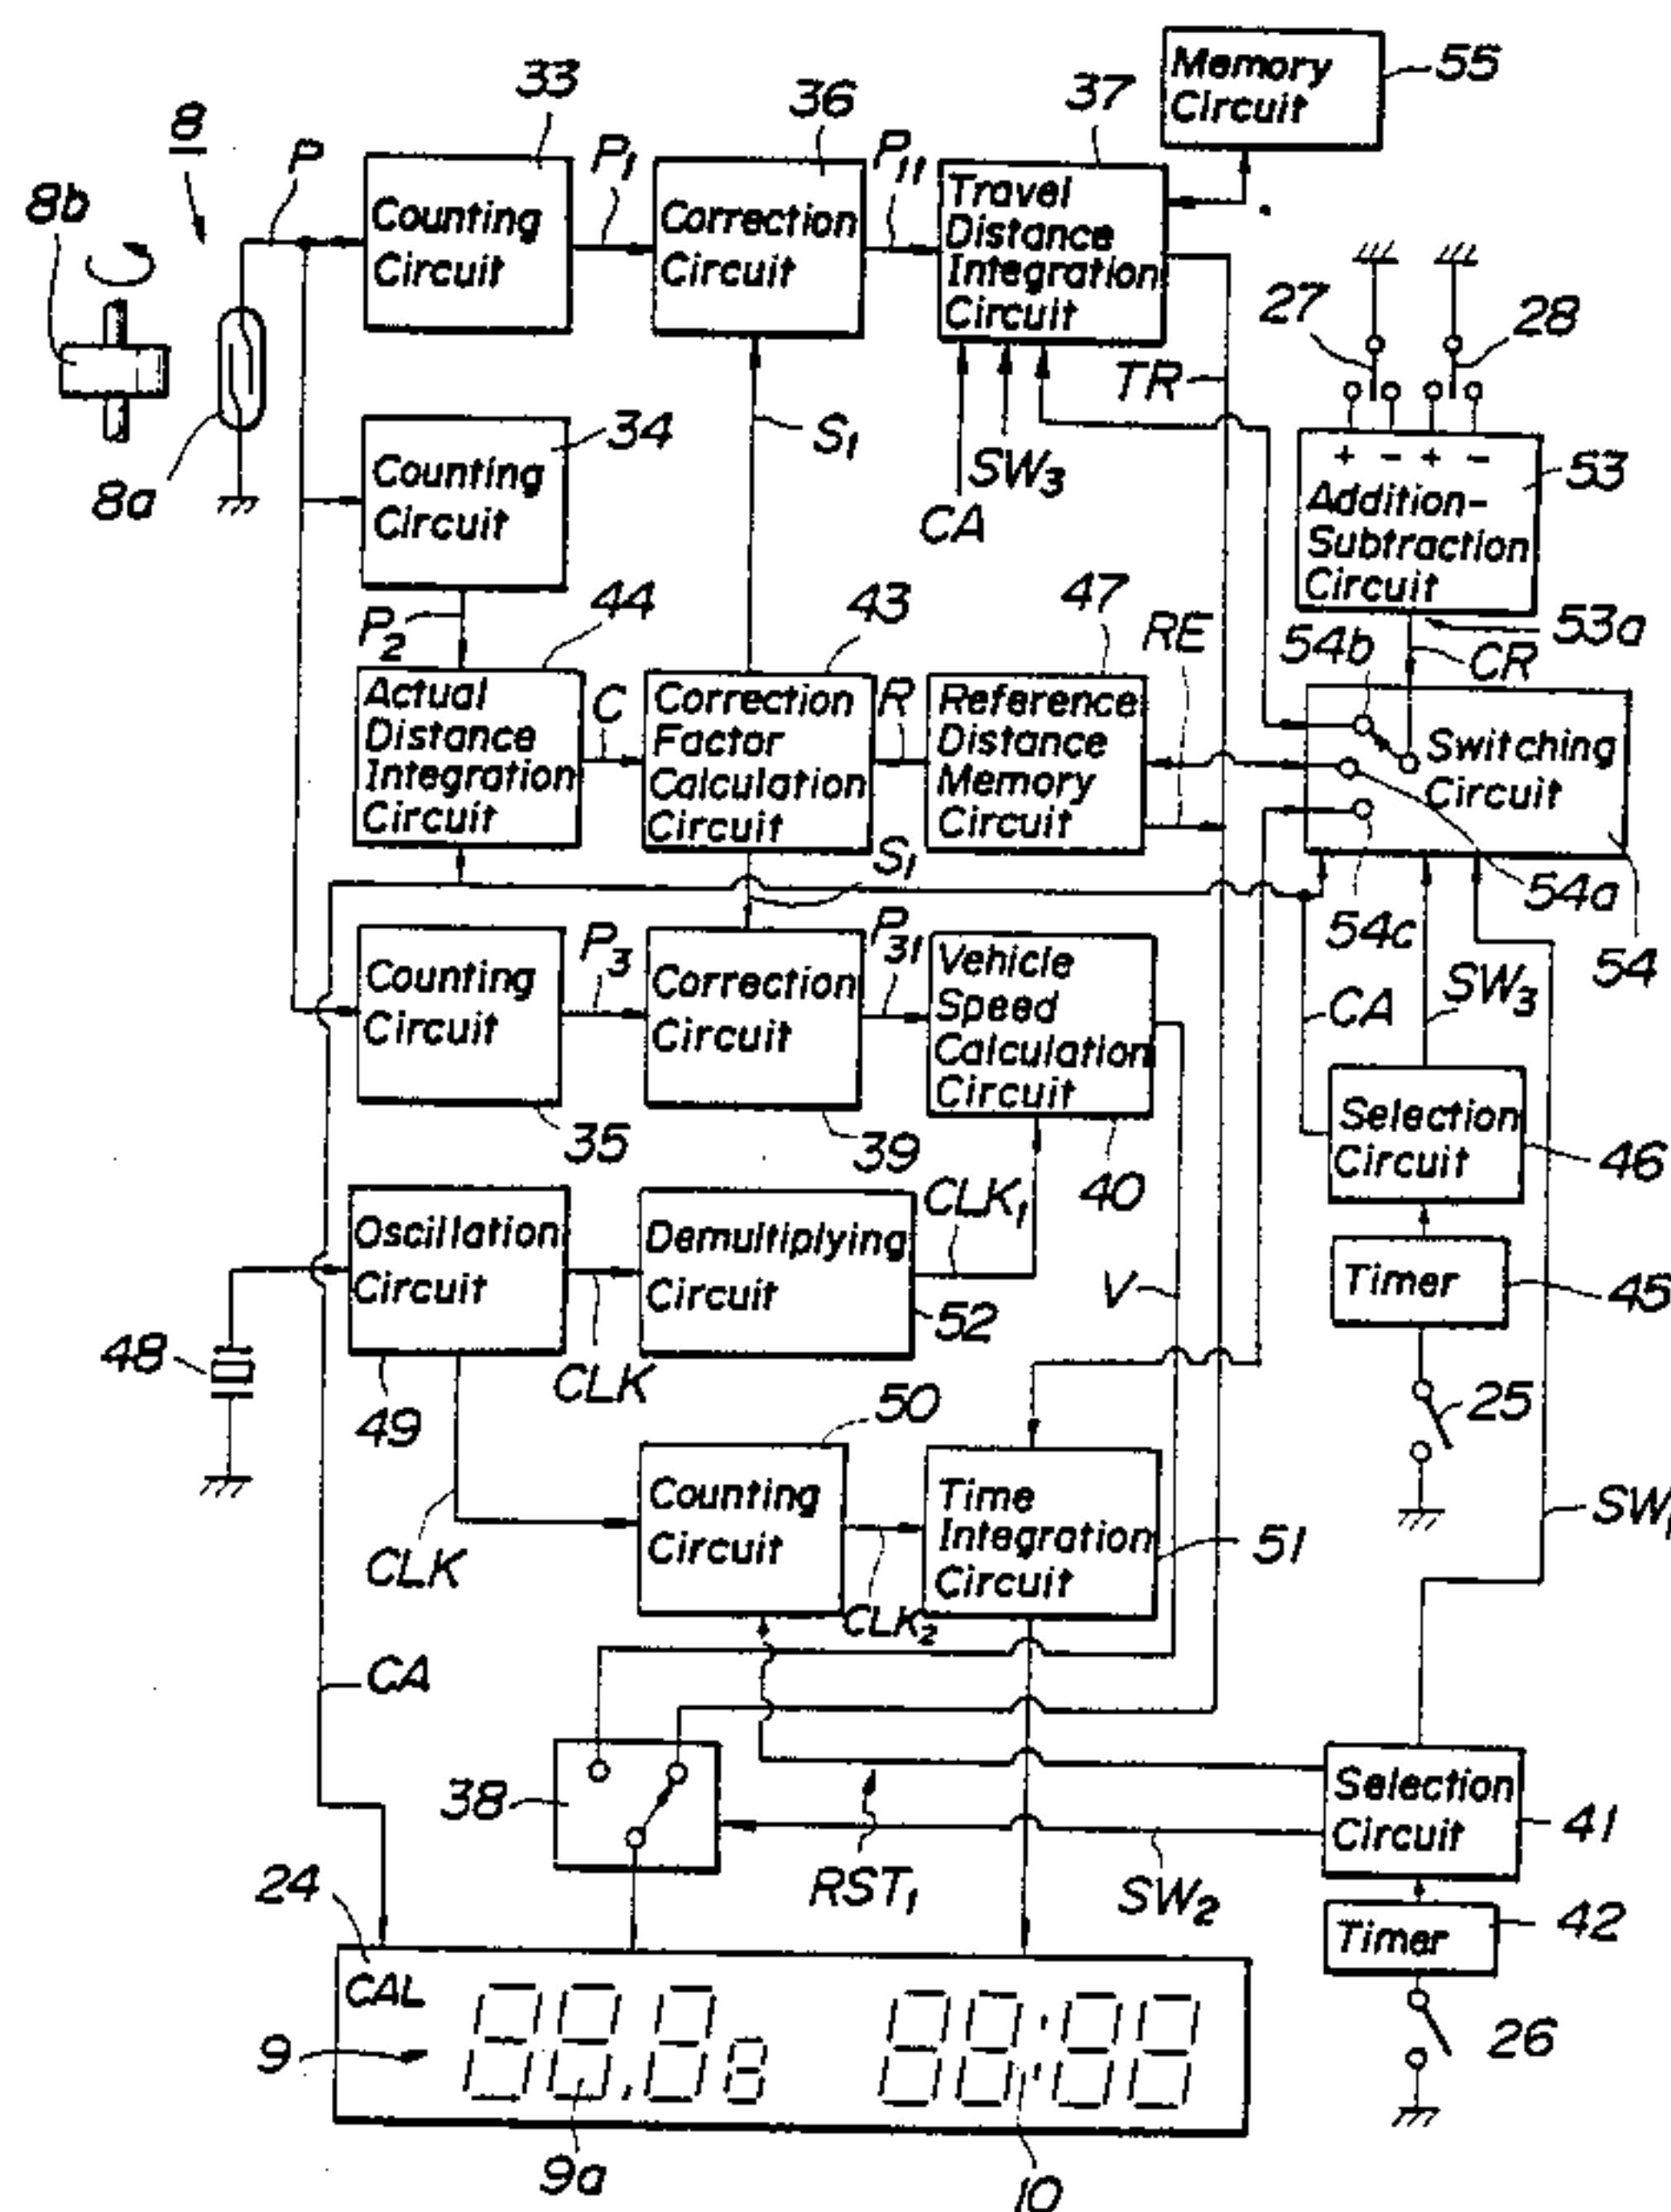 Memory
Circuit
55
33
36
37
8
P
P1
P11
8b
Counting
Circuit
Correction
Circuit
Travel
Distance
Integration
Circuit
27
28
TR
8a
34
Counting
Circuit
S1
SW3
CA
+ - + -
Addition-
Subtraction
Circuit
53
53a
P2
44
43
47
RE
54b
CR
Actual
Distance
Integration
Circuit
C
Correction
Factor
Calculation
Circuit
R
Reference
Distance
Memory
Circuit
Switching
Circuit
S1
54a
54c
54
Counting
Circuit
P3
Correction
Circuit
P31
Vehicle
Speed
Calculation
Circuit
CA
SW3
35
39
40
Selection
Circuit
46
Oscillation
Circuit
Demultiplying
Circuit
CLK1
52
V
Timer
45
48
49
CLK
50
25
Counting
Circuit
Time
Integration
Circuit
51
SW1
CLK
CLK2
CA
38
RST1
SW2
Selection
Circuit
41
24
CAL
Timer
42
9
88.88
88:88
26
9a
10